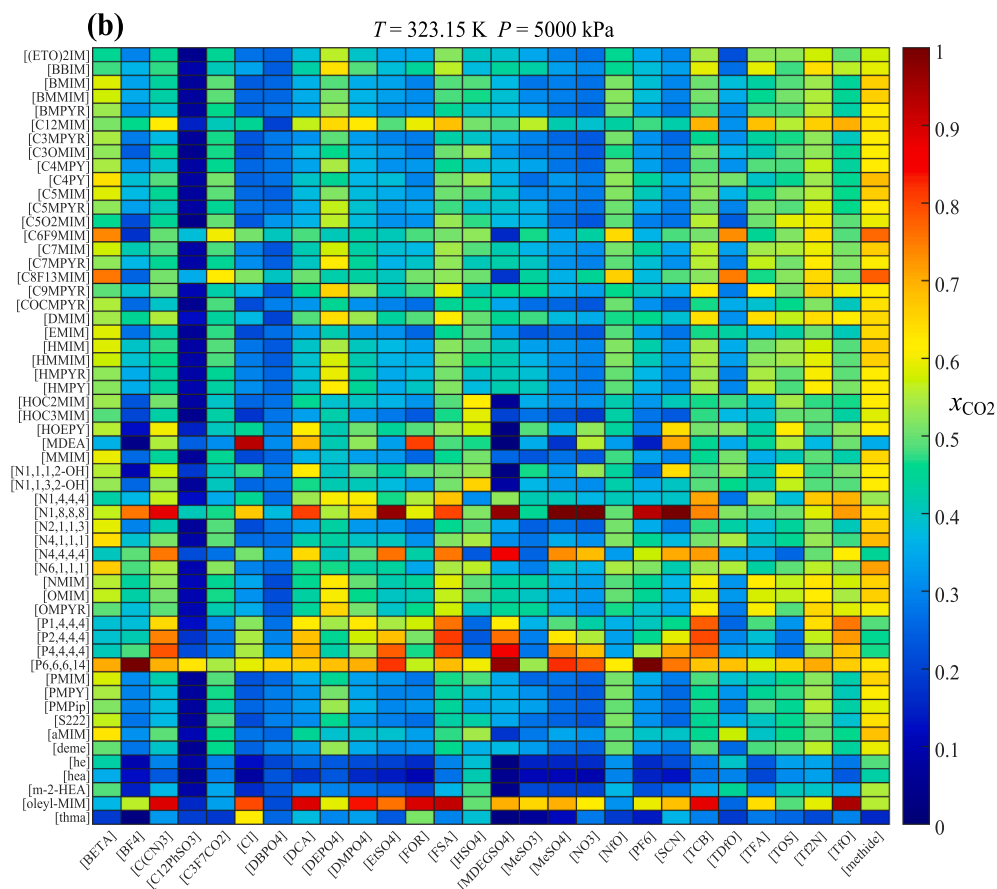 (b)
T = 323.15 K P = 5000 kPa
[(ETO)2IM]
[BBIM]
[BMIM]
[BMMIM]
[BMPYR]
[C12MIM]
[C3MPYR]
[C3OMIM]
[C4MPY]
[C4PY]
[C5MIM]
[C5MPYR]
[C5O2MIM]
[C6F9MIM]
[C7MIM]
[C7MPYR]
[C8F13MIM]
[C9MPYR]
[COCMPYR]
[DMIM]
[EMIM]
[HMIM]
[HMMIM]
[HMPYR]
[HMPY]
[HOC2MIM]
[HOC3MIM]
[HOEPY]
[MDEA]
[MMIM]
[N1,1,1,2-OH]
[N1,1,3,2-OH]
[N1,4,4,4]
[N1,8,8,8]
[N2,1,1,3]
[N4,1,1,1]
[N4,4,4,4]
[N6,1,1,1]
[NMIM]
[OMIM]
[OMPYR]
[P1,4,4,4]
[P2,4,4,4]
[P4,4,4,4]
[P6,6,6,14]
[PMIM]
[PMPY]
[PMPip]
[S222]
[aMIM]
[deme]
[he]
[hea]
[m-2-HEA]
[oleyl-MIM]
[thma]
[BETA]
[BF4]
[C(CN)3]
[C12PhSO3]
[C3F7CO2]
[Cl]
[DBPO4]
[DCA]
[DEPO4]
[DMPO4]
[EtSO4]
[FOR]
[FSA]
[HSO4]
[MDEGSO4]
[MeSO3]
[MeSO4]
[NO3]
[NfO]
[PF6]
[SCN]
[TCB]
[TDfO]
[TFA]
[TOS]
[Tf2N]
[TfO]
[methide]
1
0.9
0.8
0.7
0.6
0.5
0.4
0.3
0.2
0.1
0
xCO2